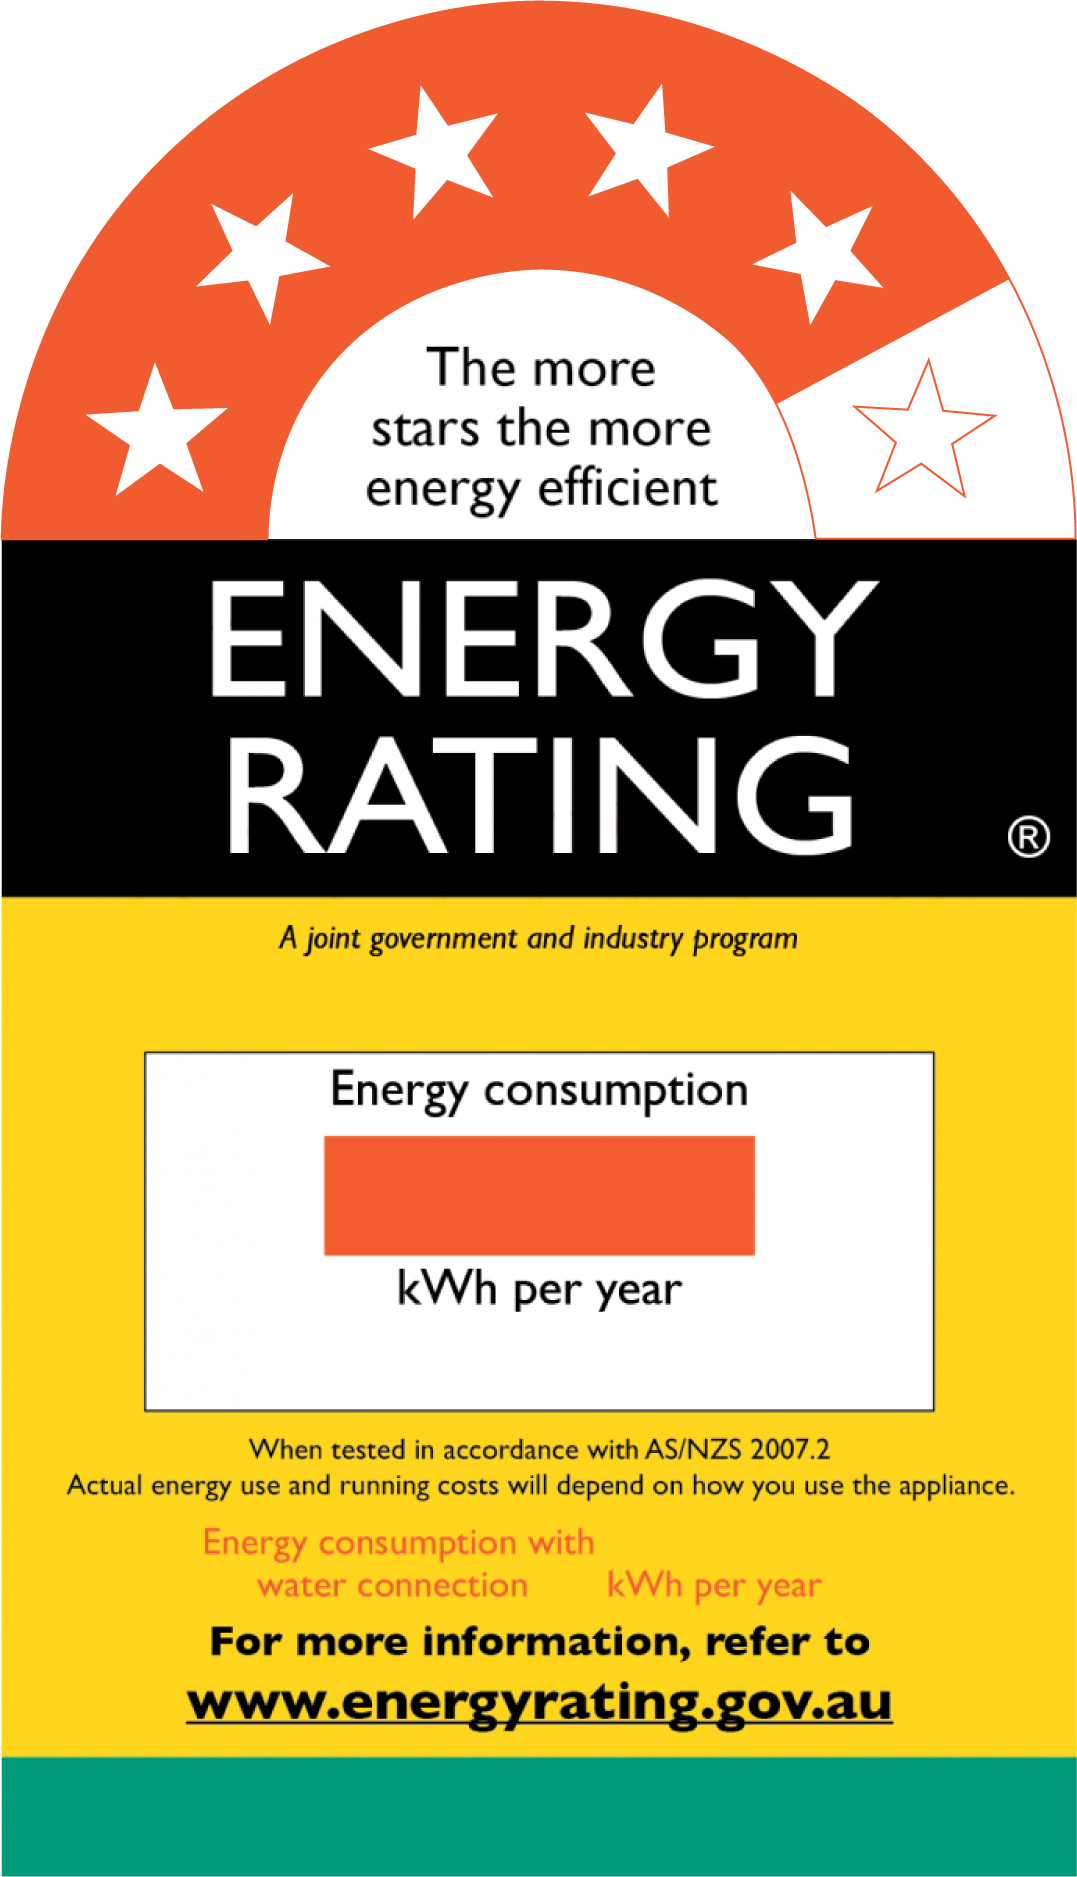 The more
stars the more
energy efficient
ENERGY
RATING
®
A joint government and industry program
Energy consumption
kWh per year
When tested in accordance with AS/NZS 2007.2
Actual energy use and running costs will depend on how you use the appliance.
Energy consumption with
water connection kWh per year
For more information, refer to
www.energyrating.gov.au